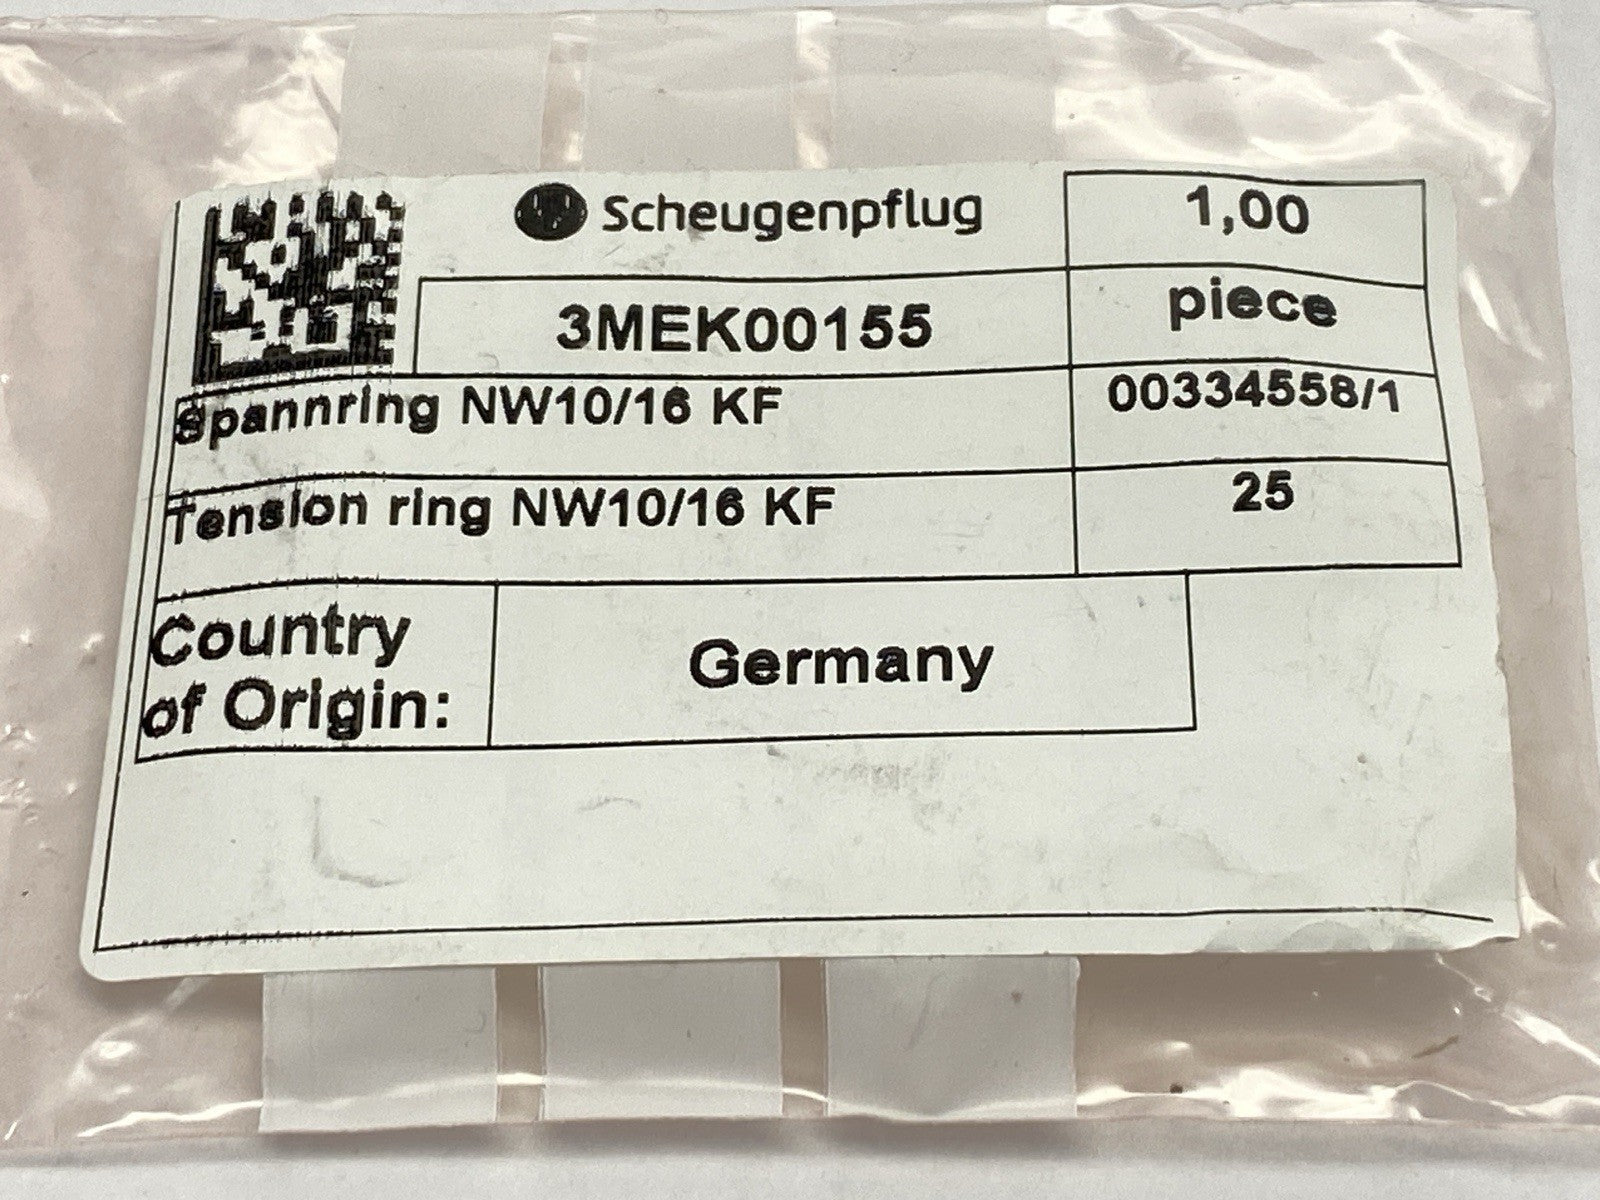 Scheugenpflug
1,00
3MEK00155
piece
Spannring NW10/16 KF
00334558/1
Tension ring NW10/16 KF
25
Country
of Origin:
Germany